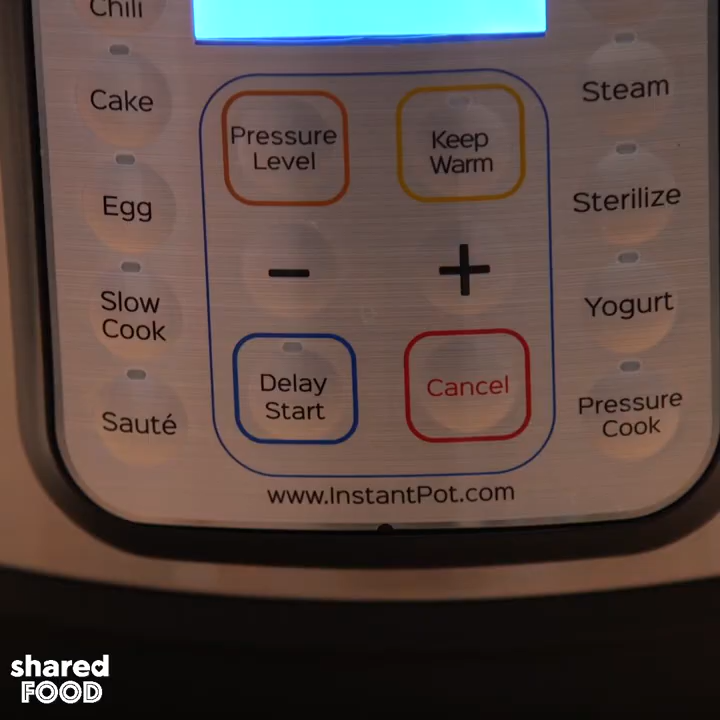 Chili
Cake
Egg
Slow
Cook
Sauté
Pressure
Level
Keep
Warm
Delay
Start
Cancel
Steam
Sterilize
Yogurt
Pressure
Cook
www.InstantPot.com
shared
FOOD